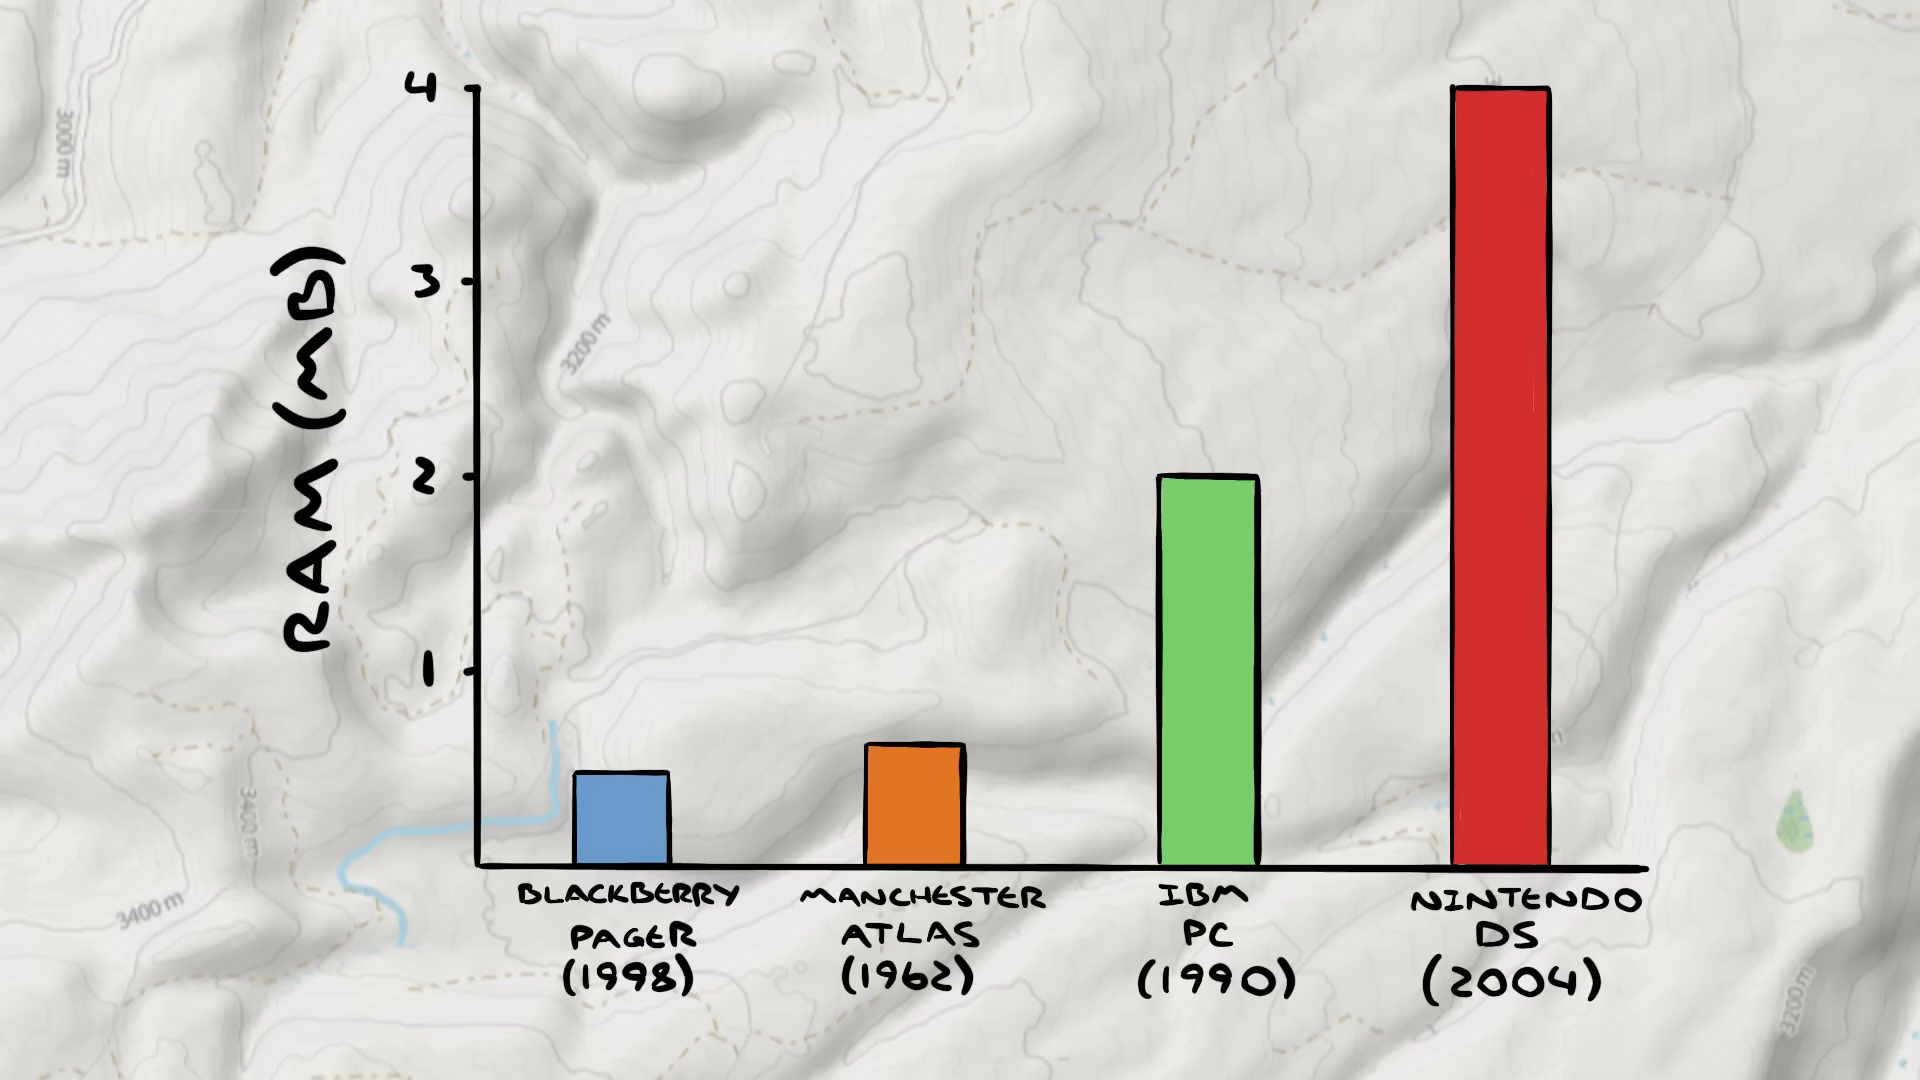 4
3
2
1
RAM (MB)
BLACKBERRY
PAGER
(1998)
MANCHESTER
ATLAS
(1962)
IBM
PC
(1990)
NINTENDO
DS
(2004)
3000 m
3200 m
3400 m
3400 m
3200 m